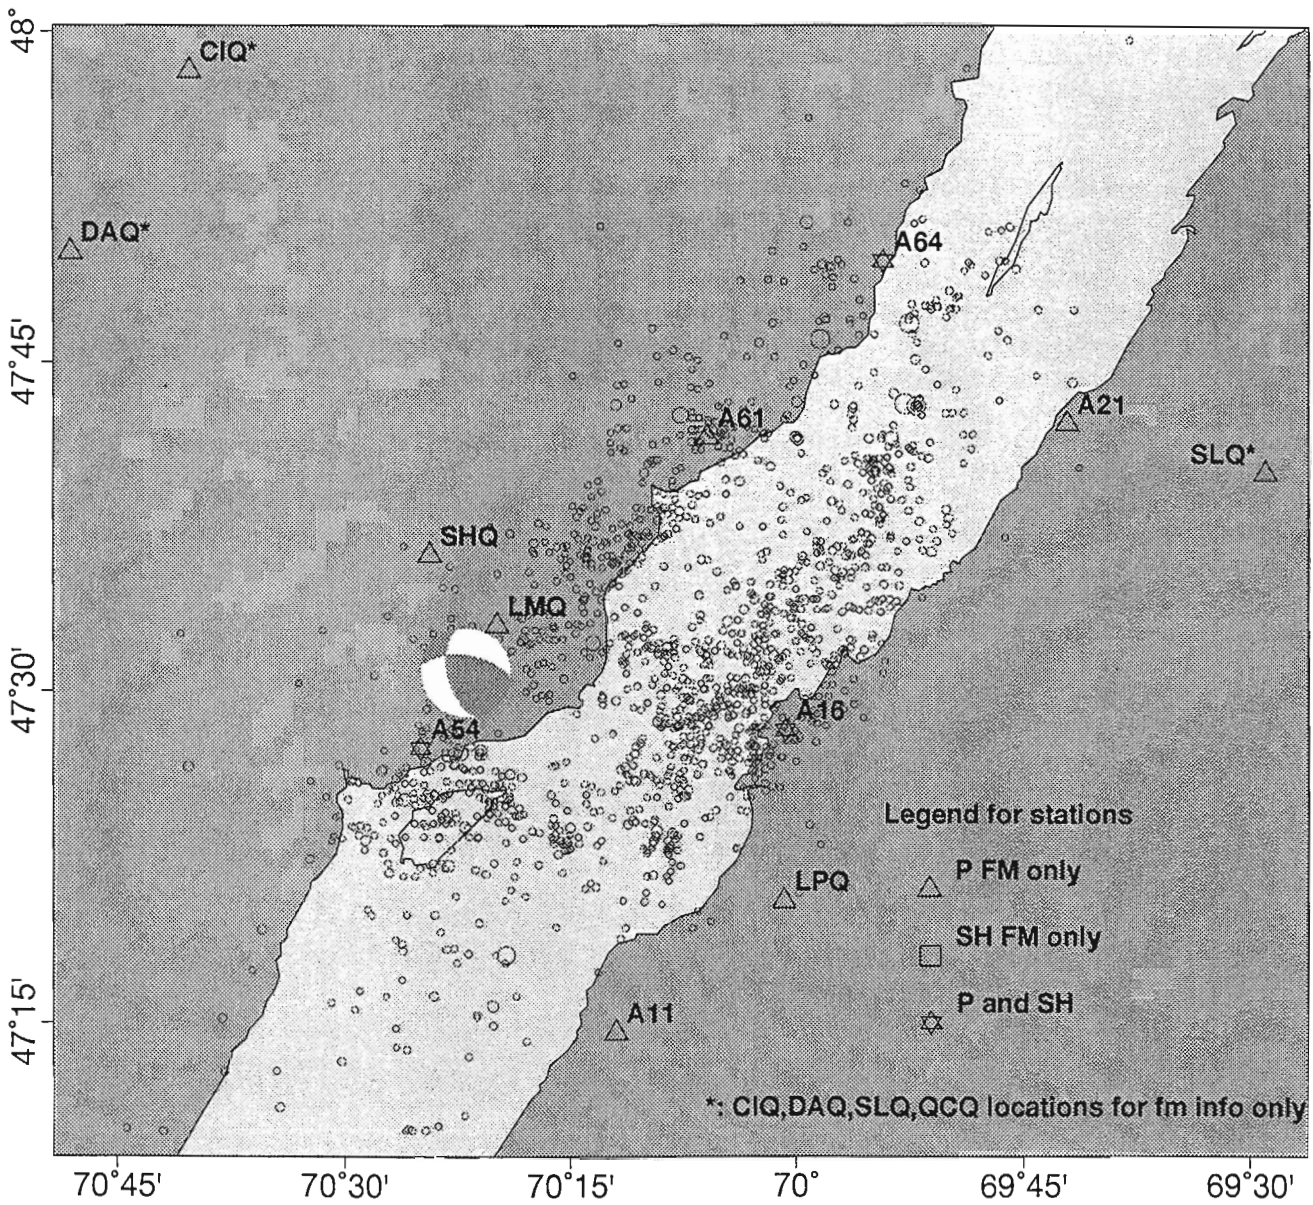 48°
CIQ*
DAQ*
A64
47°45'
A61
A21
SLQ*
SHQ
LMQ
47°30'
A16
A54
Legend for stations
P FM only
LPQ
SH FM only
P and SH
47°15'
A11
*: CIQ,DAQ,SLQ,QCQ locations for fm info only
70°45' 70°30' 70°15' 70° 69°45' 69°30'